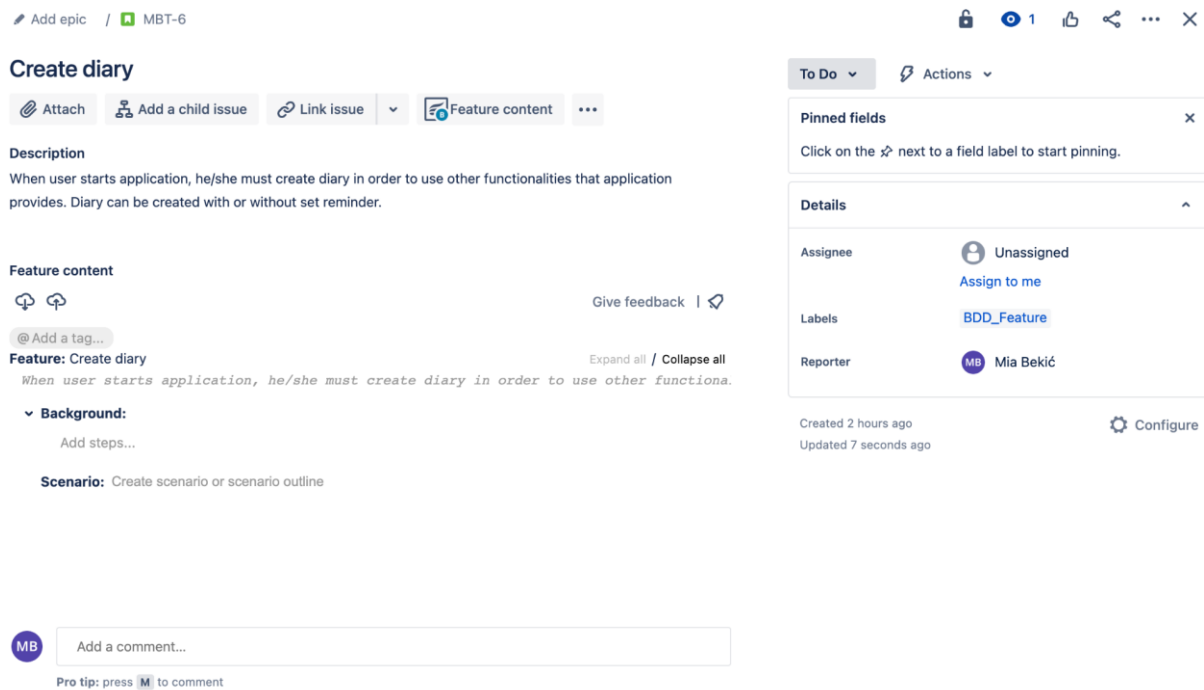 Add epic / MBT-6
1
Create diary
Attach
Add a child issue
Link issue
Feature content
Description
When user starts application, he/she must create diary in order to use other functionalities that application
provides. Diary can be created with or without set reminder.
Feature content
Give feedback |
@Add a tag...
Feature: Create diary
Expand all / Collapse all
When user starts application, he/she must create diary in order to use other functiona.
Background:
Add steps...
Scenario: Create scenario or scenario outline
MB
Add a comment...
Pro tip: press M to comment
To Do
Actions
Pinned fields
Click on the next to a field label to start pinning.
Details
Assignee
Unassigned
Assign to me
Labels
BDD_Feature
Reporter
MB Mia Bekić
Created 2 hours ago
Configure
Updated 7 seconds ago